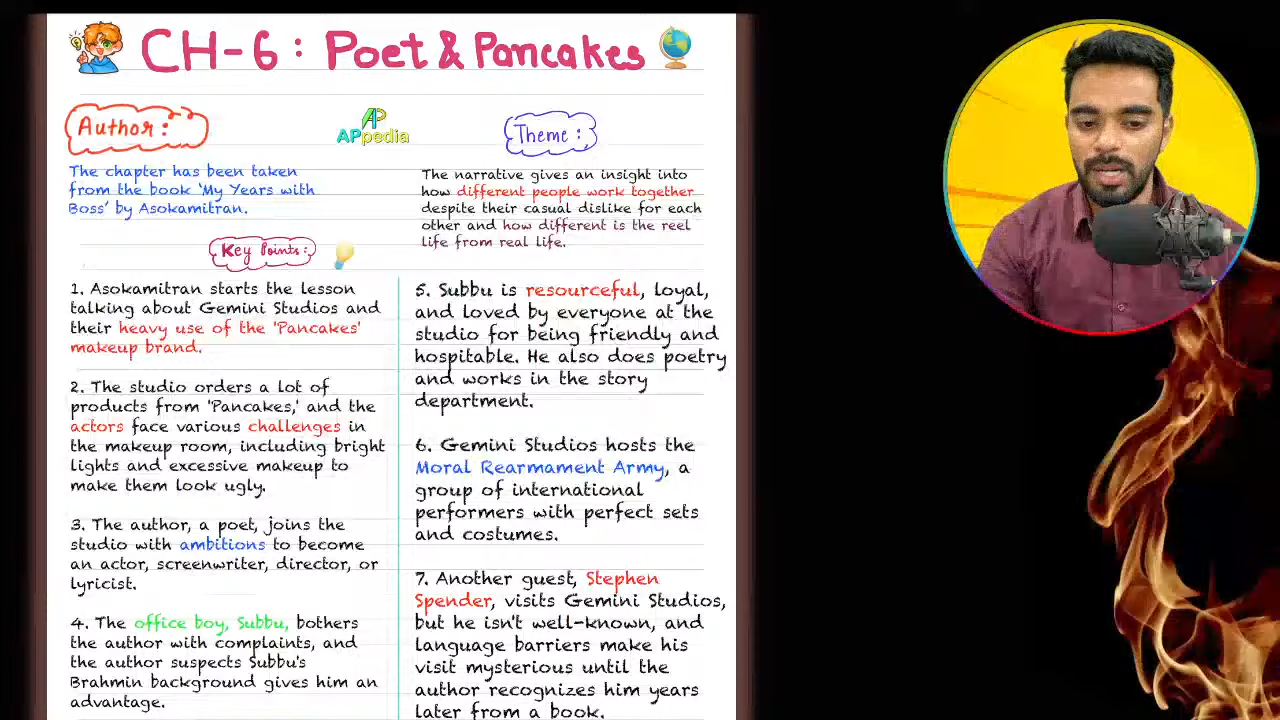 CH-6 : Poet & Pancakes
Author :
AP
APpedia
Theme :
The chapter has been taken
from the book 'My Years with
Boss' by Asokamitran.
The narrative gives an insight into
how different people work together
despite their casual dislike for each
other and how different is the reel
life from real life.
Key Points :
1. Asokamitran starts the lesson
talking about Gemini Studios and
their heavy use of the 'Pancakes'
makeup brand.
2. The studio orders a lot of
products from 'Pancakes,' and the
actors face various challenges in
the makeup room, including bright
lights and excessive makeup to
make them look ugly.
3. The author, a poet, joins the
studio with ambitions to become
an actor, screenwriter, director, or
lyricist.
4. The office boy, Subbu, bothers
the author with complaints, and
the author suspects Subbu's
Brahmin background gives him an
advantage.
5. Subbu is resourceful, loyal,
and loved by everyone at the
studio for being friendly and
hospitable. He also does poetry
and works in the story
department.
6. Gemini Studios hosts the
Moral Rearmament Army, a
group of international
performers with perfect sets
and costumes.
7. Another guest, Stephen
Spender, visits Gemini Studios,
but he isn't well-known, and
language barriers make his
visit mysterious until the
author recognizes him years
later from a book.